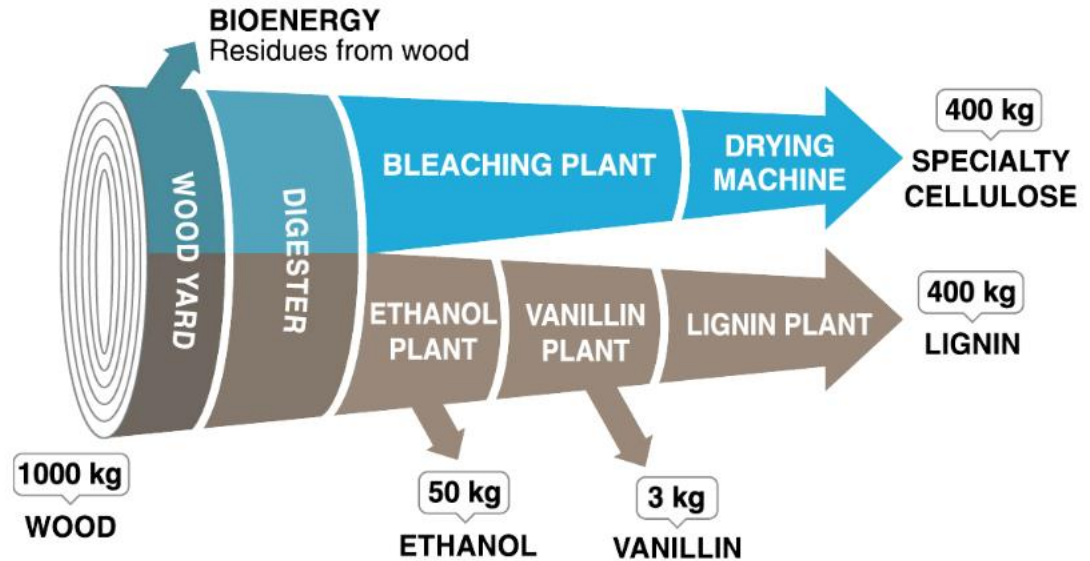 BIOENERGY
Residues from wood
WOOD YARD
DIGESTER
BLEACHING PLANT
DRYING
MACHINE
400 kg
SPECIALTY
CELLULOSE
ETHANOL
PLANT
VANILLIN
PLANT
LIGNIN PLANT
400 kg
LIGNIN
1000 kg
WOOD
50 kg
ETHANOL
3 kg
VANILLIN